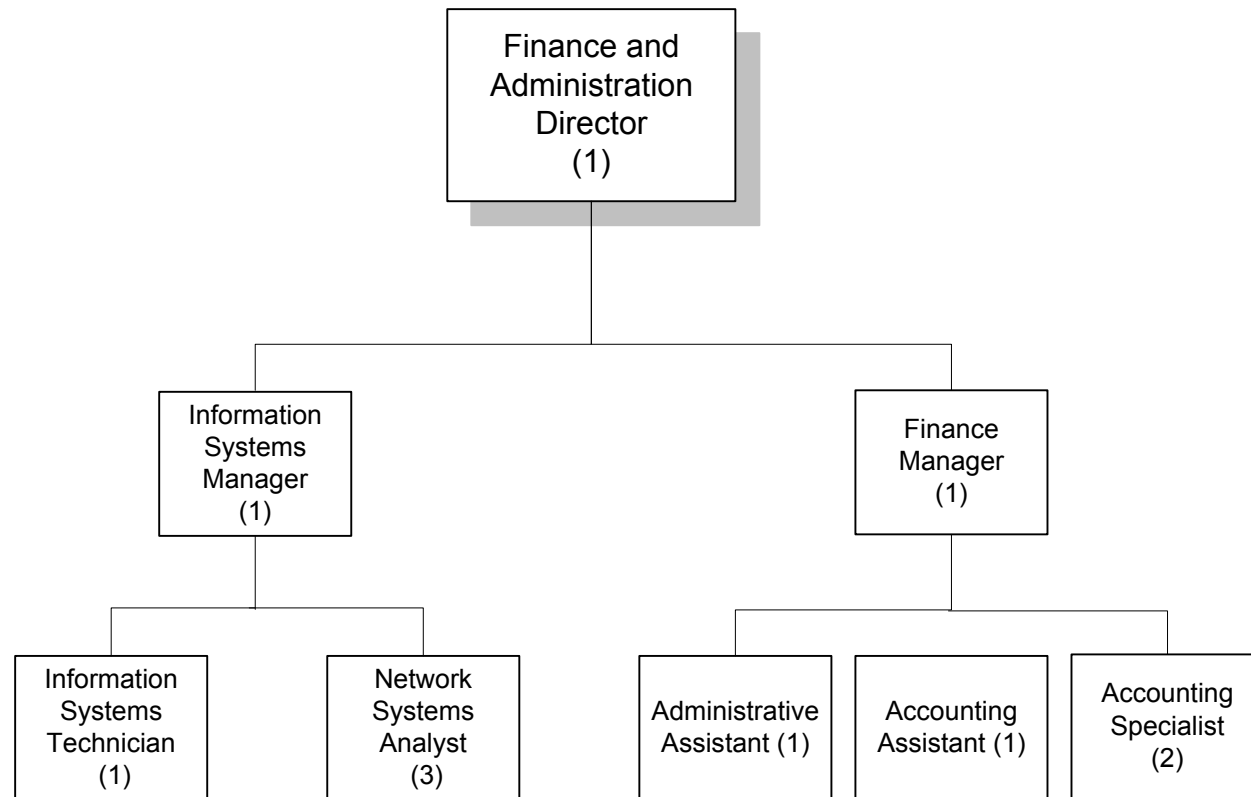 Finance and
Administration
Director
(1)
Information
Systems
Manager
(1)
Finance
Manager
(1)
Information
Systems
Technician
(1)
Network
Systems
Analyst
(3)
Administrative
Assistant (1)
Accounting
Assistant (1)
Accounting
Specialist
(2)